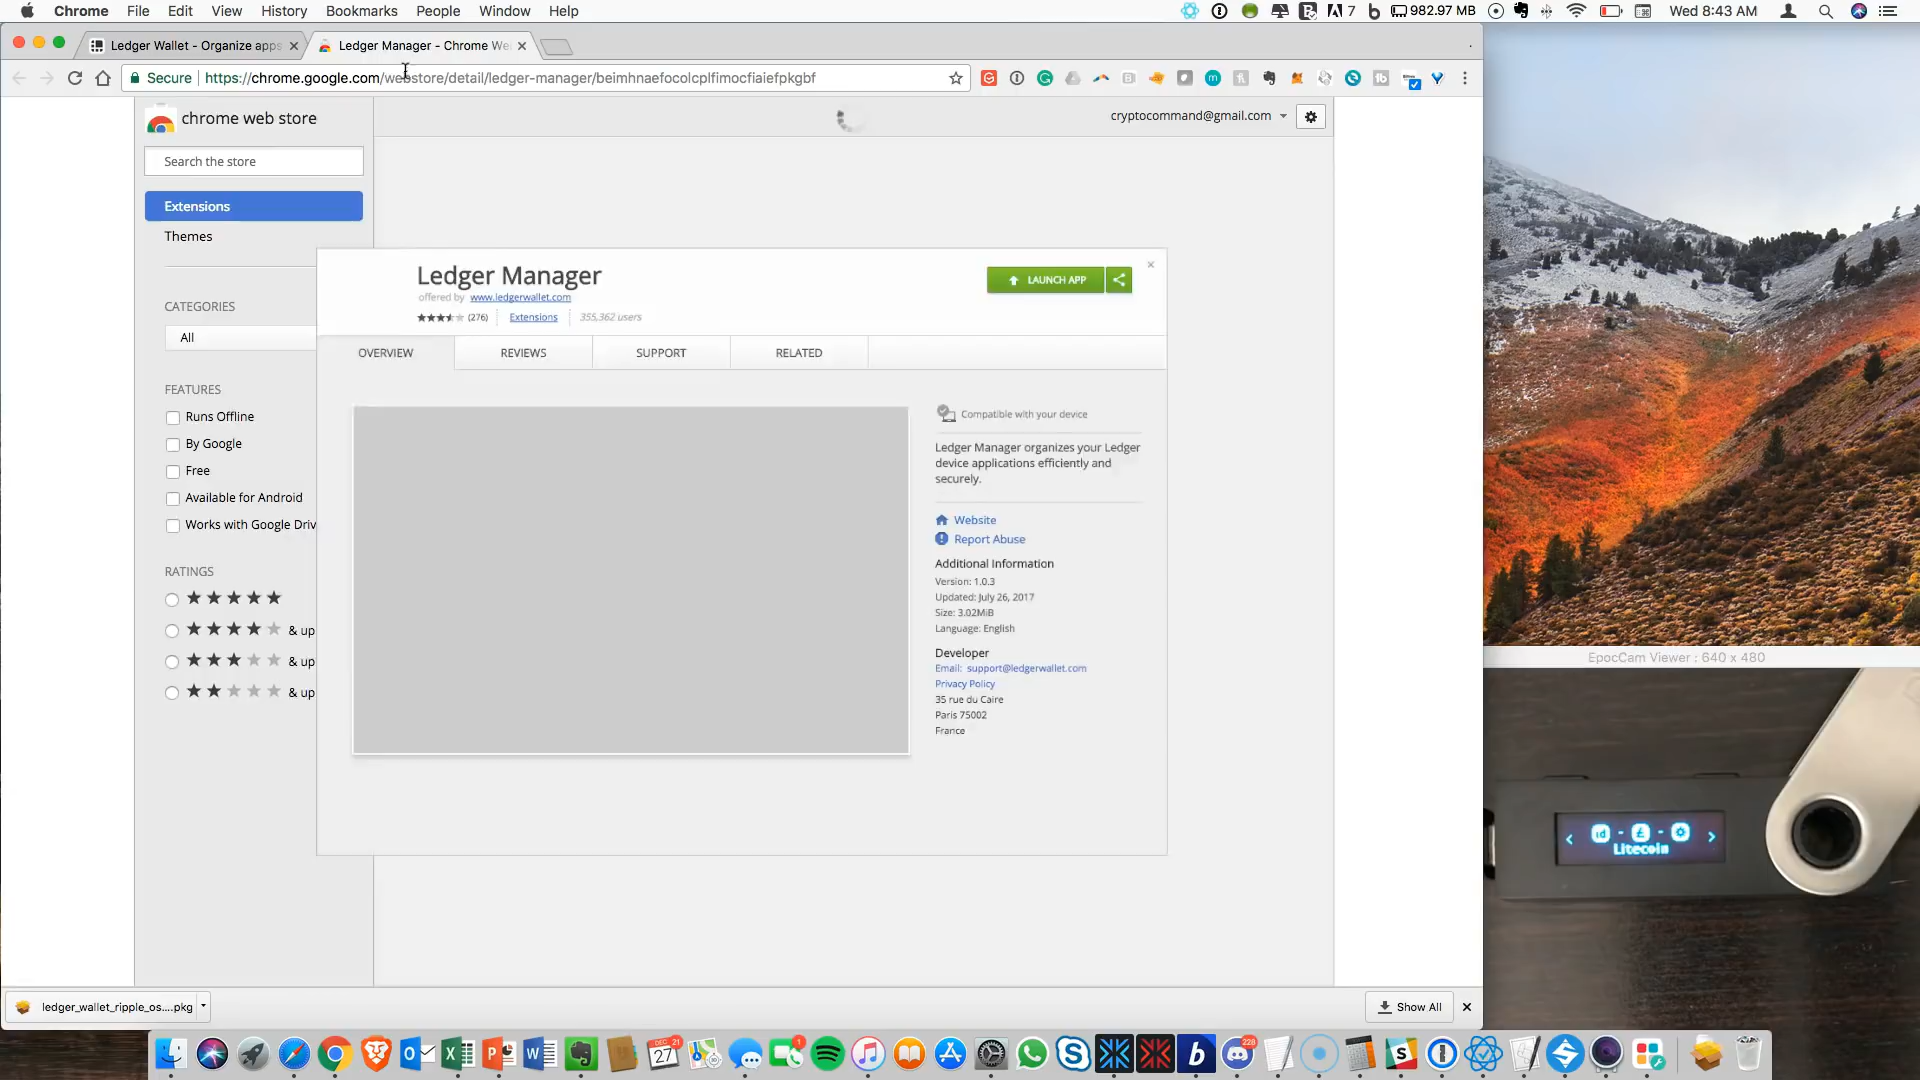 Chrome File Edit View History Bookmarks People Window Help
7 982.97 MB Wed 8:43 AM
Ledger Wallet - Organize apps
Ledger Manager - Chrome We
Secure https://chrome.google.com/webstore/detail/ledger-manager/beimhnaefocolcplfimocfiaiefpkgbf
chrome web store
cryptocommand@gmail.com
Search the store
Extensions
Themes
CATEGORIES
All
FEATURES
Runs Offline
By Google
Free
Available for Android
Works with Google Driv
RATINGS
& up
& up
& up
Ledger Manager
offered by www.ledgerwallet.com
(276) Extensions 355,362 users
LAUNCH APP
OVERVIEW REVIEWS SUPPORT RELATED
Compatible with your device
Ledger Manager organizes your Ledger
device applications efficiently and
securely.
Website
Report Abuse
Additional Information
Version: 1.0.3
Updated: July 26, 2017
Size: 3.02MiB
Language: English
Developer
Email: support@ledgerwallet.com
Privacy Policy
35 rue du Caire
Paris 75002
France
EpocCam Viewer : 640 x 480
< id - Ł - >
Litecoin
ledger_wallet_ripple_os....pkg
Show All
DEC
27
21
1
228